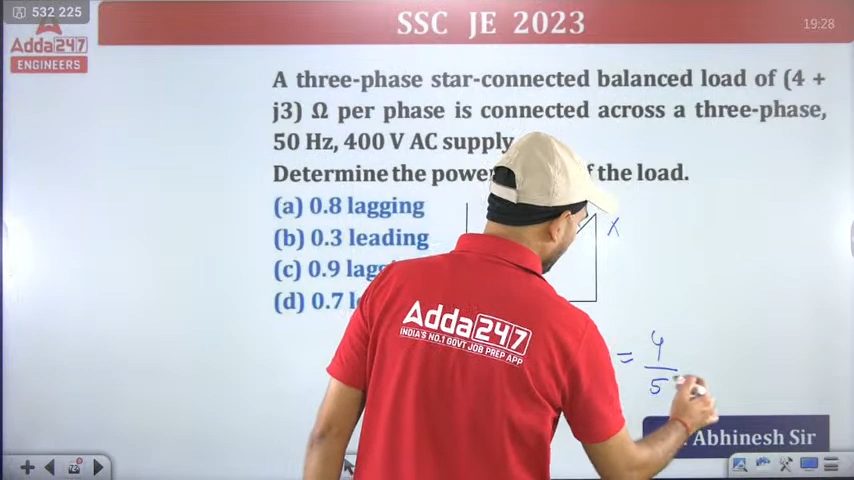 532 225
SSC JE 2023
19:28
Adda247
ENGINEERS
A three-phase star-connected balanced load of (4 +
j3) Ω per phase is connected across a three-phase,
50 Hz, 400 V AC supply.
Determine the power of the load.
(a) 0.8 lagging
(b) 0.3 leading
(c) 0.9 lagg
(d) 0.7 l
X
= 4/5
Adda247
INDIA'S NO.1 GOVT JOB PREP APP
Abhinesh Sir